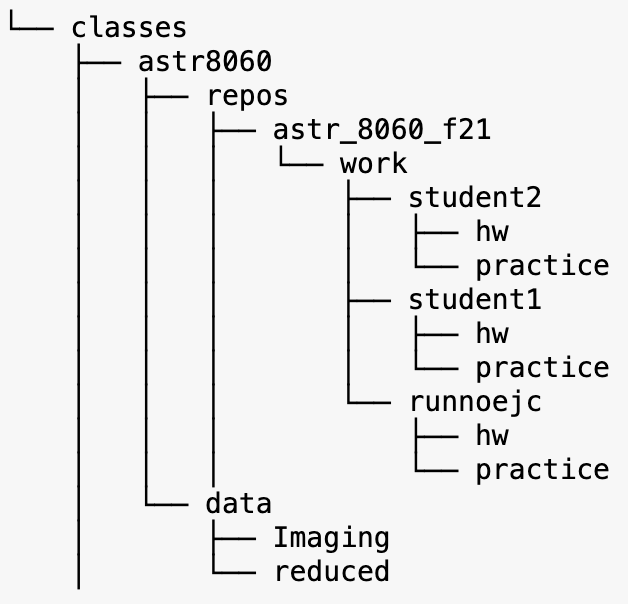 classes
astr8060
repos
astr_8060_f21
work
student2
hw
practice
student1
hw
practice
runnoejc
hw
practice
data
Imaging
reduced